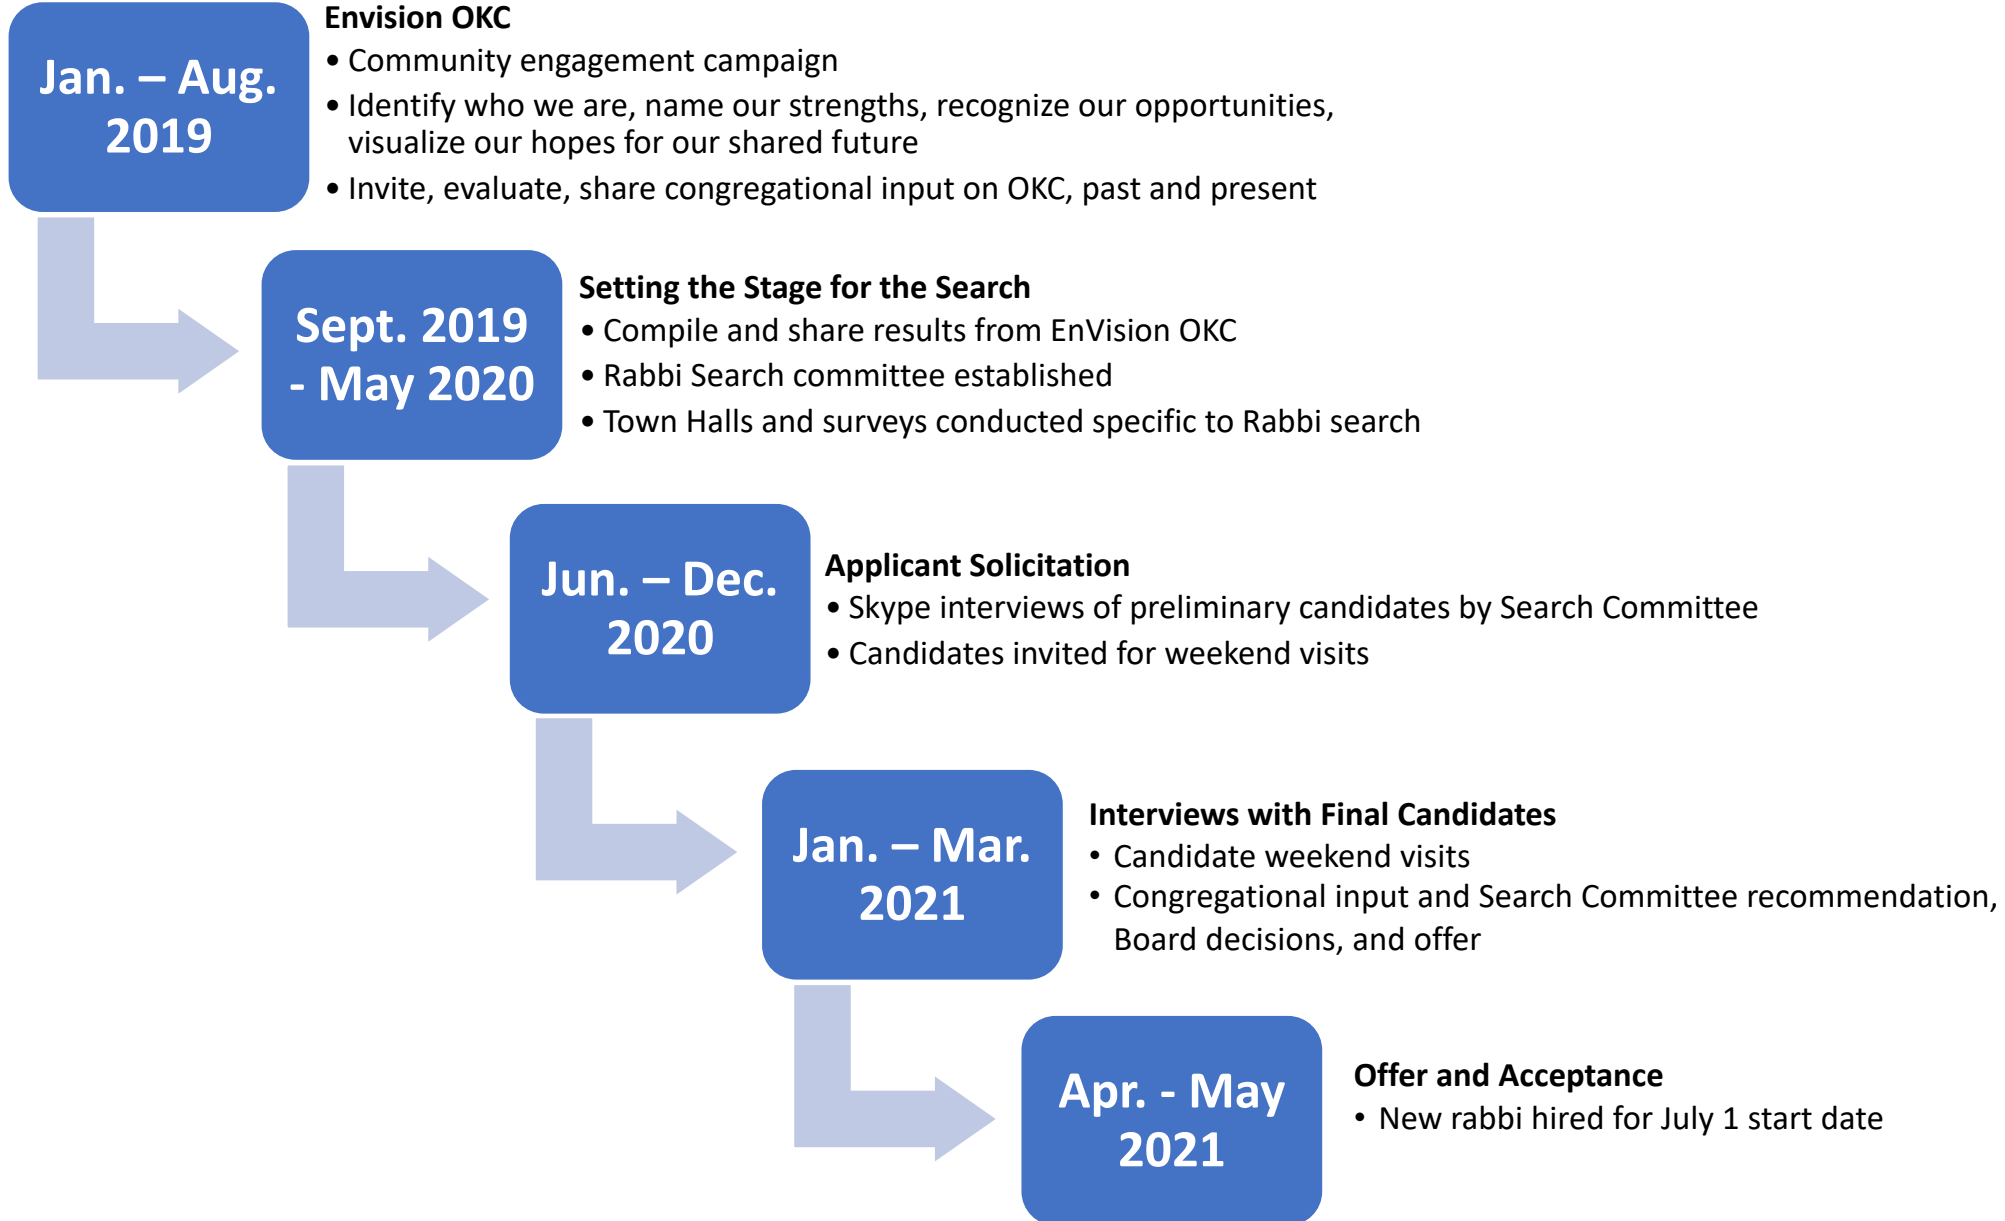 Jan. – Aug.
2019
Envision OKC
• Community engagement campaign
• Identify who we are, name our strengths, recognize our opportunities,
visualize our hopes for our shared future
• Invite, evaluate, share congregational input on OKC, past and present
Sept. 2019
- May 2020
Setting the Stage for the Search
• Compile and share results from EnVision OKC
• Rabbi Search committee established
• Town Halls and surveys conducted specific to Rabbi search
Jun. – Dec.
2020
Applicant Solicitation
• Skype interviews of preliminary candidates by Search Committee
• Candidates invited for weekend visits
Jan. – Mar.
2021
Interviews with Final Candidates
• Candidate weekend visits
• Congregational input and Search Committee recommendation,
Board decisions, and offer
Apr. - May
2021
Offer and Acceptance
• New rabbi hired for July 1 start date